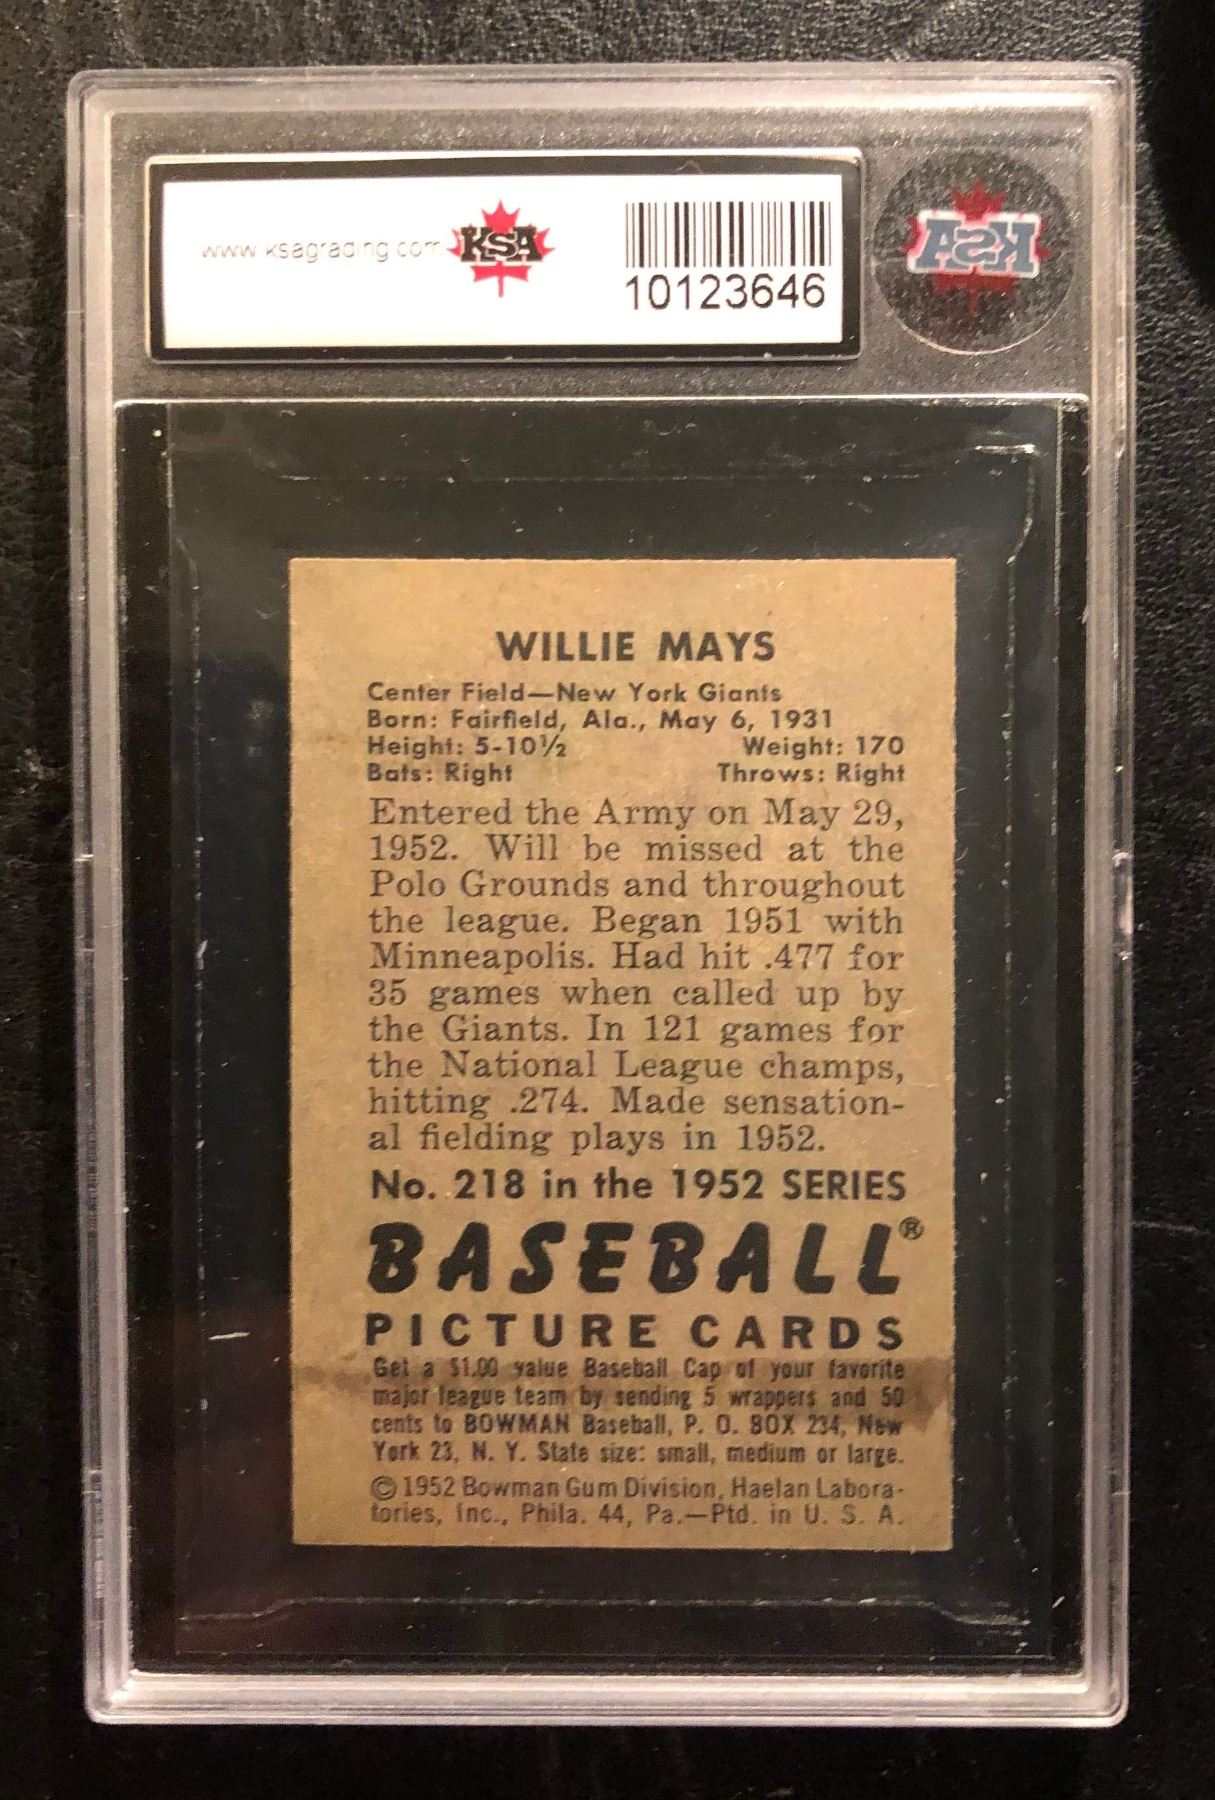 www.ksagrading.com KSA
10123646
KSA
WILLIE MAYS
Center Field—New York Giants
Born: Fairfield, Ala., May 6, 1931
Height: 5-10½ Weight: 170
Bats: Right Throws: Right
Entered the Army on May 29,
1952. Will be missed at the
Polo Grounds and throughout
the league. Began 1951 with
Minneapolis. Had hit .477 for
35 games when called up by
the Giants. In 121 games for
the National League champs,
hitting .274. Made sensation-
al fielding plays in 1952.
No. 218 in the 1952 SERIES
BASEBALL®
PICTURE CARDS
Get a $1.00 value Baseball Cap of your favorite
major league team by sending 5 wrappers and 50
cents to BOWMAN Baseball, P. O. BOX 234, New
York 23, N. Y. State size: small, medium or large.
©1952 Bowman Gum Division, Haelan Labora-
tories, Inc., Phila. 44, Pa.—Ptd. in U. S. A.